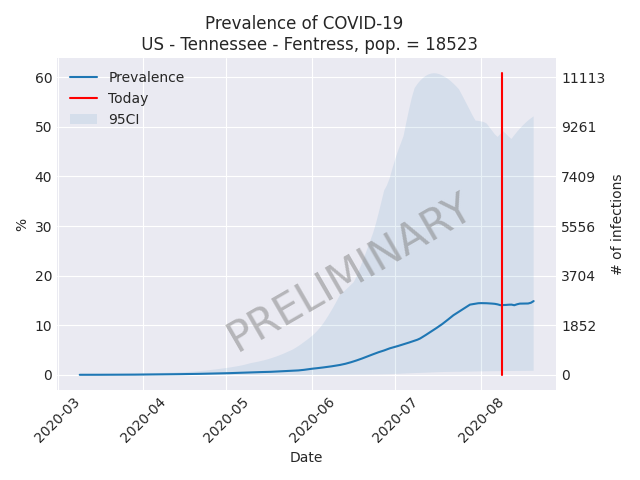 Prevalence of COVID-19
US - Tennessee - Fentress, pop. = 18523
Prevalence
Today
95CI
60
50
40
30
20
10
0
%
11113
9261
7409
5556
3704
1852
0
# of infections
PRELIMINARY
2020-03
2020-04
2020-05
2020-06
2020-07
2020-08
Date